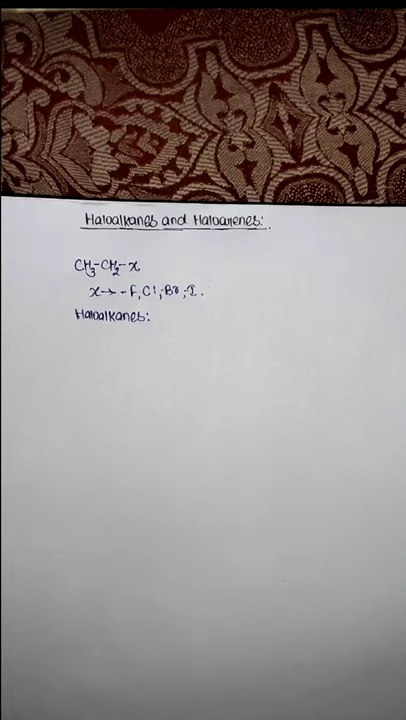 Haloalkanes and Haloarenes:.
CH₃-CH₂-x
x→ -F, Cl, -Br, -I.
Haloalkanes: